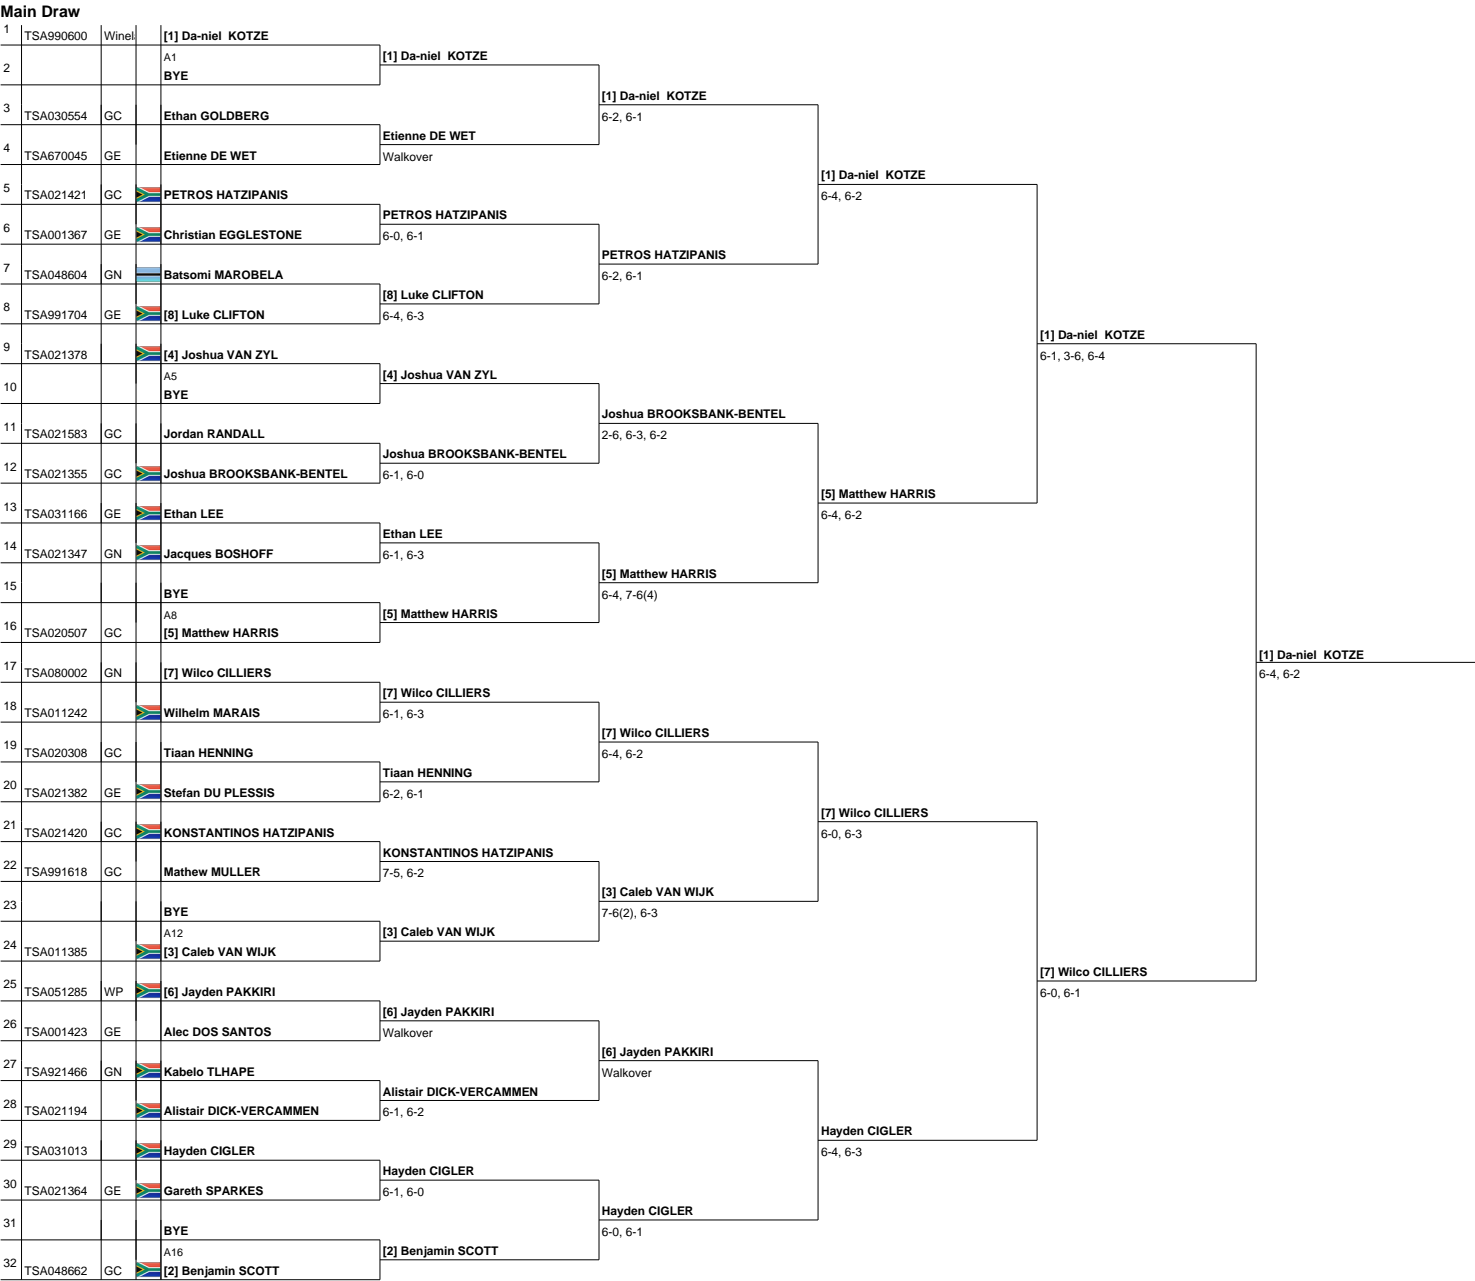 Main Draw
1 TSA990600 Winel [1] Da-niel KOTZE
A1 [1] Da-niel KOTZE
2 BYE
[1] Da-niel KOTZE
3 TSA030554 GC Ethan GOLDBERG 6-2, 6-1
Etienne DE WET
4 TSA670045 GE Etienne DE WET Walkover
[1] Da-niel KOTZE
5 TSA021421 GC PETROS HATZIPANIS 6-4, 6-2
PETROS HATZIPANIS
6 TSA001367 GE Christian EGGLESTONE 6-0, 6-1
PETROS HATZIPANIS
7 TSA048604 GN Batsomi MAROBELA 6-2, 6-1
[8] Luke CLIFTON
8 TSA991704 GE [8] Luke CLIFTON 6-4, 6-3
[1] Da-niel KOTZE
9 TSA021378 [4] Joshua VAN ZYL 6-1, 3-6, 6-4
A5 [4] Joshua VAN ZYL
10 BYE
Joshua BROOKSBANK-BENTEL
11 TSA021583 GC Jordan RANDALL 2-6, 6-3, 6-2
Joshua BROOKSBANK-BENTEL
12 TSA021355 GC Joshua BROOKSBANK-BENTEL 6-1, 6-0
[5] Matthew HARRIS
13 TSA031166 GE Ethan LEE 6-4, 6-2
Ethan LEE
14 TSA021347 GN Jacques BOSHOFF 6-1, 6-3
[5] Matthew HARRIS
15 BYE 6-4, 7-6(4)
A8 [5] Matthew HARRIS
16 TSA020507 GC [5] Matthew HARRIS
[1] Da-niel KOTZE
17 TSA080002 GN [7] Wilco CILLIERS 6-4, 6-2
[7] Wilco CILLIERS
18 TSA011242 Wilhelm MARAIS 6-1, 6-3
[7] Wilco CILLIERS
19 TSA020308 GC Tiaan HENNING 6-4, 6-2
Tiaan HENNING
20 TSA021382 GE Stefan DU PLESSIS 6-2, 6-1
[7] Wilco CILLIERS
21 TSA021420 GC KONSTANTINOS HATZIPANIS 6-0, 6-3
KONSTANTINOS HATZIPANIS
22 TSA991618 GC Mathew MULLER 7-5, 6-2
[3] Caleb VAN WIJK
23 BYE 7-6(2), 6-3
A12 [3] Caleb VAN WIJK
24 TSA011385 [3] Caleb VAN WIJK
[7] Wilco CILLIERS
25 TSA051285 WP [6] Jayden PAKKIRI 6-0, 6-1
[6] Jayden PAKKIRI
26 TSA001423 GE Alec DOS SANTOS Walkover
[6] Jayden PAKKIRI
27 TSA921466 GN Kabelo TLHAPE Walkover
Alistair DICK-VERCAMMEN
28 TSA021194 Alistair DICK-VERCAMMEN 6-1, 6-2
Hayden CIGLER
29 TSA031013 Hayden CIGLER 6-4, 6-3
Hayden CIGLER
30 TSA021364 GE Gareth SPARKES 6-1, 6-0
Hayden CIGLER
31 BYE 6-0, 6-1
A16 [2] Benjamin SCOTT
32 TSA048662 GC [2] Benjamin SCOTT